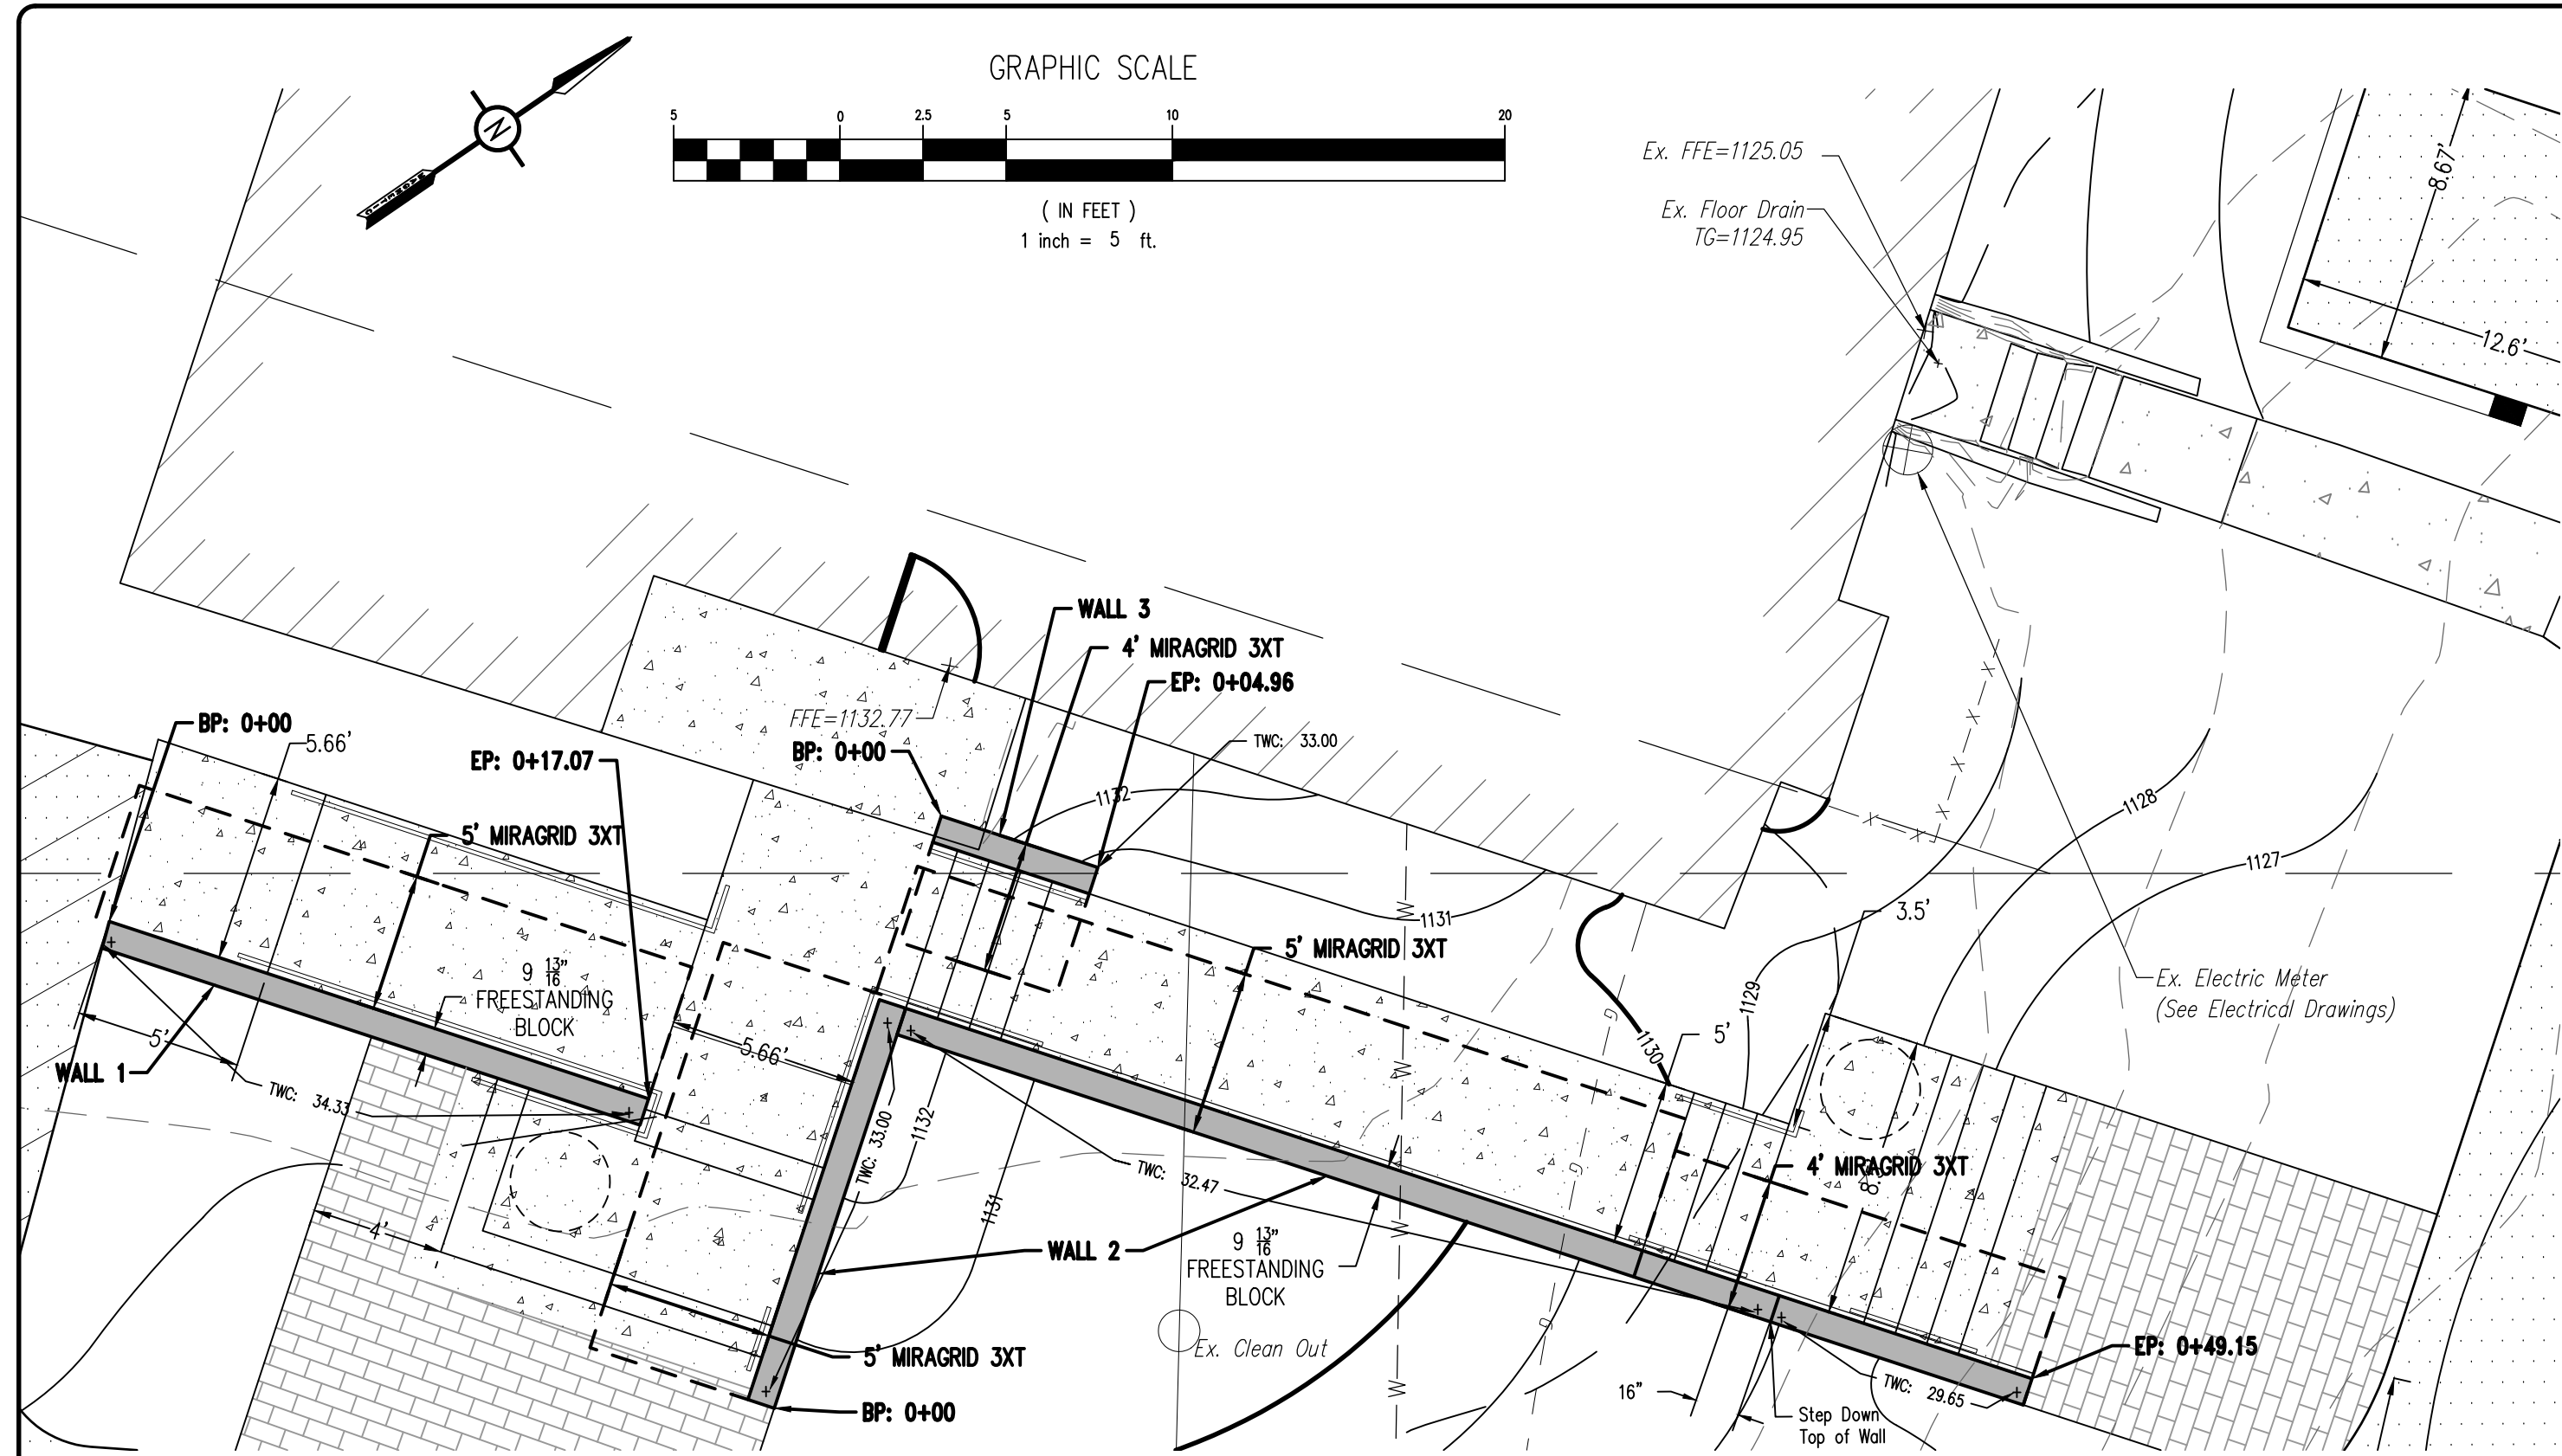 GRAPHIC SCALE
5 0 2.5 5 10 20
( IN FEET )
1 inch = 5 ft.
N
Ex. FFE=1125.05
Ex. Floor Drain
TG=1124.95
8.67'
12.6'
WALL 3
4' MIRAGRID 3XT
EP: 0+04.96
FFE=1132.77
BP: 0+00
TWC: 33.00
BP: 0+00
5.66'
EP: 0+17.07
5' MIRAGRID 3XT
1132
1131
1128
1127
X
X
X
X
X
X
X
3.5'
5' MIRAGRID 3XT
9 13/16"
FREESTANDING
BLOCK
5'
WALL 1
TWC: 34.33
5.66'
TWC: 33.00
1132
1131
W
W
W
W
G
G
G
1130
1129
5'
Ex. Electric Meter
(See Electrical Drawings)
4' MIRAGRID 3XT
8'
TWC: 32.47
4'
WALL 2
9 13/16"
FREESTANDING
BLOCK
Ex. Clean Out
5' MIRAGRID 3XT
BP: 0+00
EP: 0+49.15
TWC: 29.65
16"
Step Down
Top of Wall